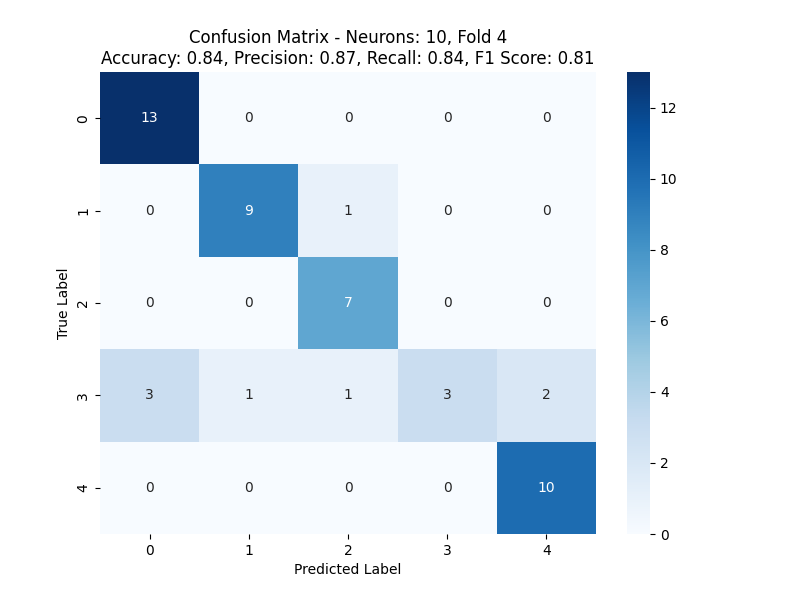 Confusion Matrix - Neurons: 10, Fold 4
Accuracy: 0.84, Precision: 0.87, Recall: 0.84, F1 Score: 0.81
0 13 0 0 0 0
1 0 9 1 0 0
2 0 0 7 0 0
3 3 1 1 3 2
4 0 0 0 0 10
0 1 2 3 4
Predicted Label
True Label
12
10
8
6
4
2
0